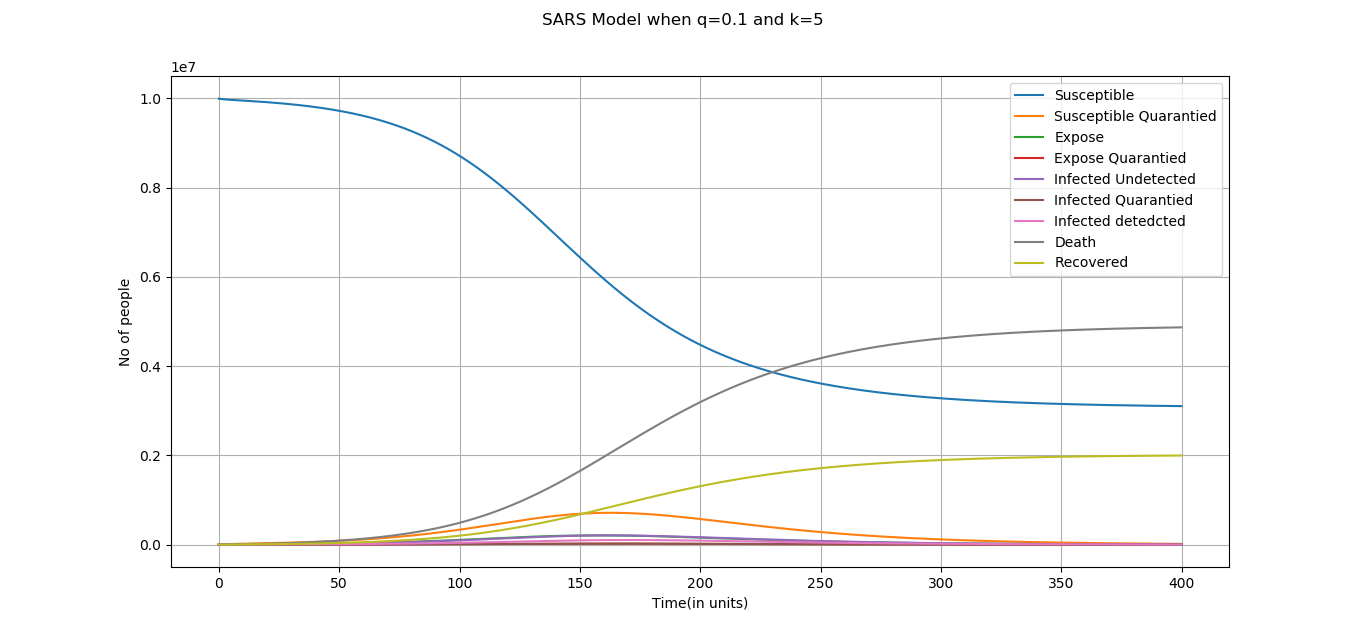 SARS Model when q=0.1 and k=5
1e7
1.0
0.8
0.6
0.4
0.2
0.0
No of people
Susceptible
Susceptible Quarantied
Expose
Expose Quarantied
Infected Undetected
Infected Quarantied
Infected detedcted
Death
Recovered
0 50 100 150 200 250 300 350 400
Time(in units)